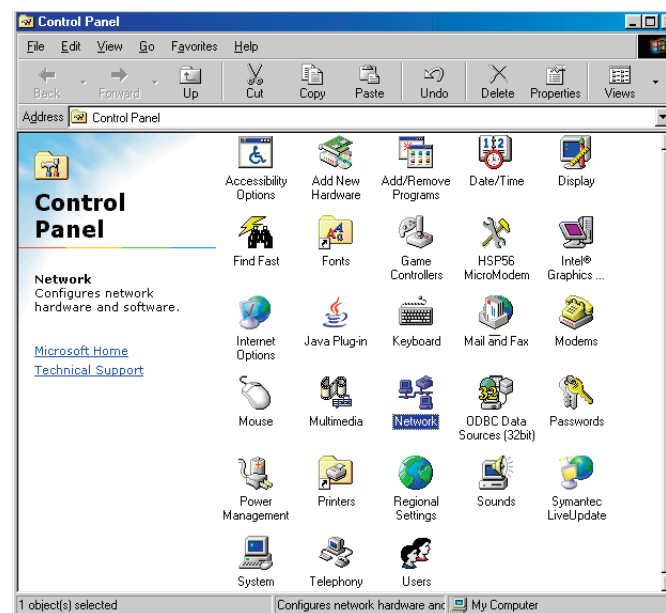 Control Panel
File Edit View Go Favorites Help
Back Forward Up Cut Copy Paste Undo Delete Properties Views
Address Control Panel
Control
Panel
Network
Configures network
hardware and software.
Microsoft Home
Technical Support
Accessibility
Options
Add New
Hardware
Add/Remove
Programs
Date/Time
Display
Find Fast
Fonts
Game
Controllers
HSP56
MicroModem
Intel®
Graphics ...
Internet
Options
Java Plug-in
Keyboard
Mail and Fax
Modems
Mouse
Multimedia
Network
ODBC Data
Sources (32bit)
Passwords
Power
Management
Printers
Regional
Settings
Sounds
Symantec
LiveUpdate
System
Telephony
Users
1 object(s) selected
Configures network hardware anc
My Computer